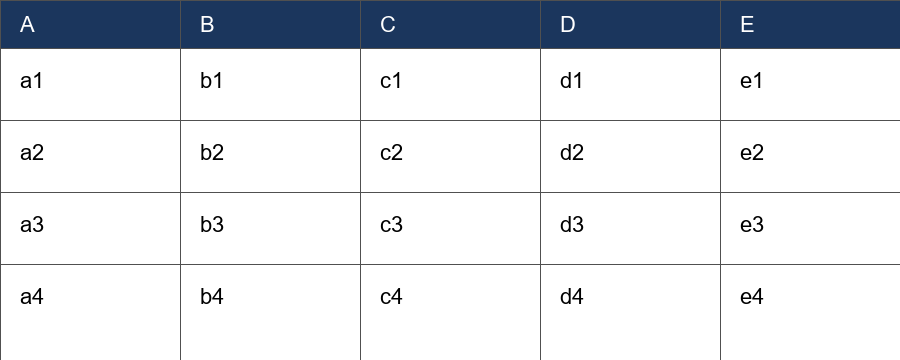 A B C D E
a1 b1 c1 d1 e1
a2 b2 c2 d2 e2
a3 b3 c3 d3 e3
a4 b4 c4 d4 e4